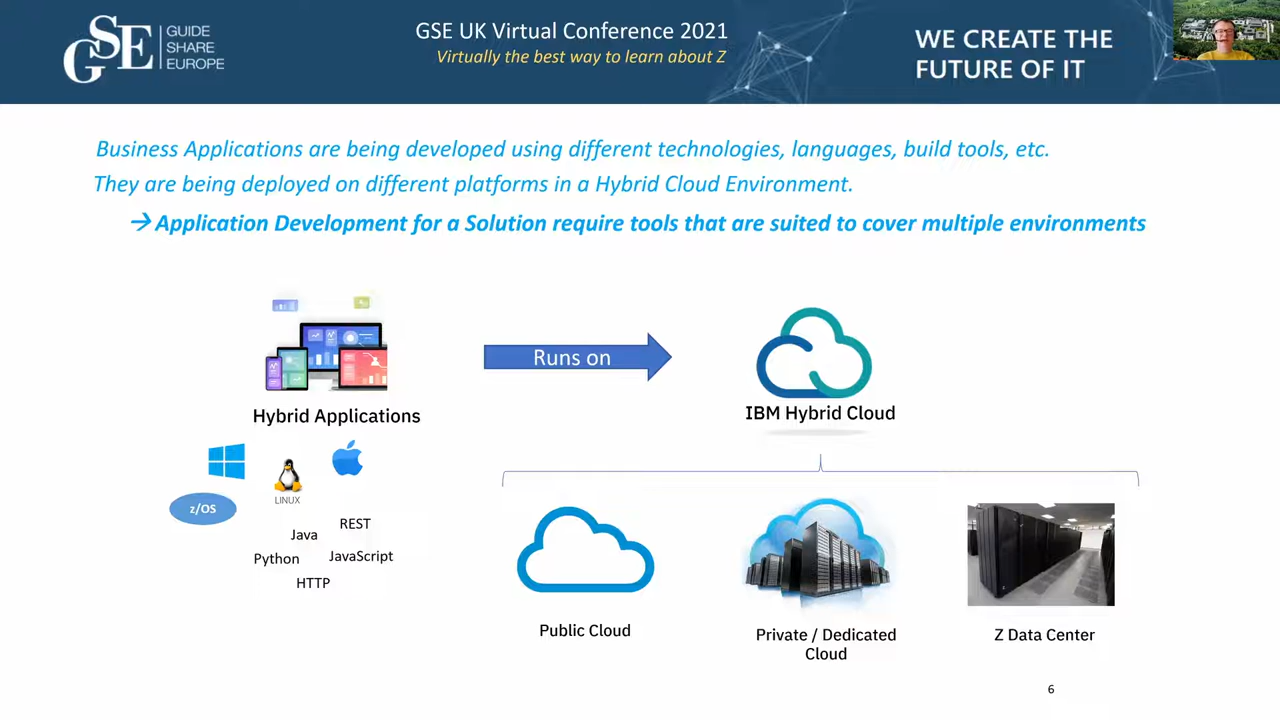 GSE
GUIDE
SHARE
EUROPE
GSE UK Virtual Conference 2021
Virtually the best way to learn about Z
WE CREATE THE
FUTURE OF IT
Business Applications are being developed using different technologies, languages, build tools, etc.
They are being deployed on different platforms in a Hybrid Cloud Environment.
→ Application Development for a Solution require tools that are suited to cover multiple environments
Runs on
Hybrid Applications
IBM Hybrid Cloud
LINUX
z/OS
REST
Java
Python
JavaScript
HTTP
Public Cloud
Private / Dedicated
Cloud
Z Data Center
6